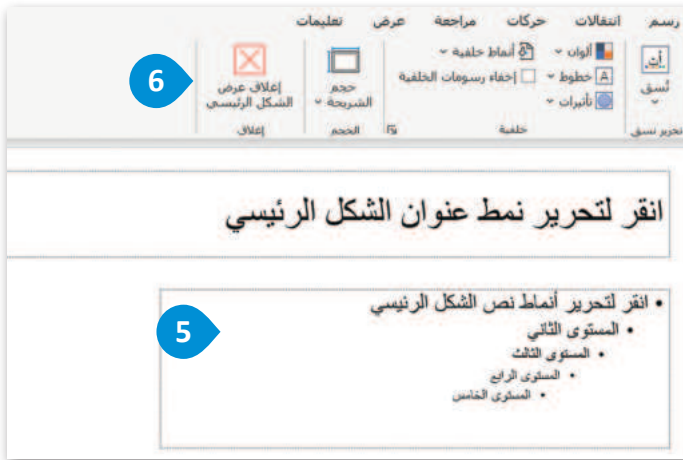 رسم انتقالات حركات مراجعة عرض تعليمات
أن
نُسق
تحرير نسق
ألوان
خطوط
تأثيرات
أنماط خلفية
إخفاء رسومات الخلفية
خلفية
حجم
الشريحة
الحجم
إغلاق عرض
الشكل الرئيسي
إغلاق
6
انقر لتحرير نمط عنوان الشكل الرئيسي
• انقر لتحرير أنماط نص الشكل الرئيسي
• المستوى الثاني
• المستوى الثالث
• المستوى الرابع
• المستوى الخامس
5